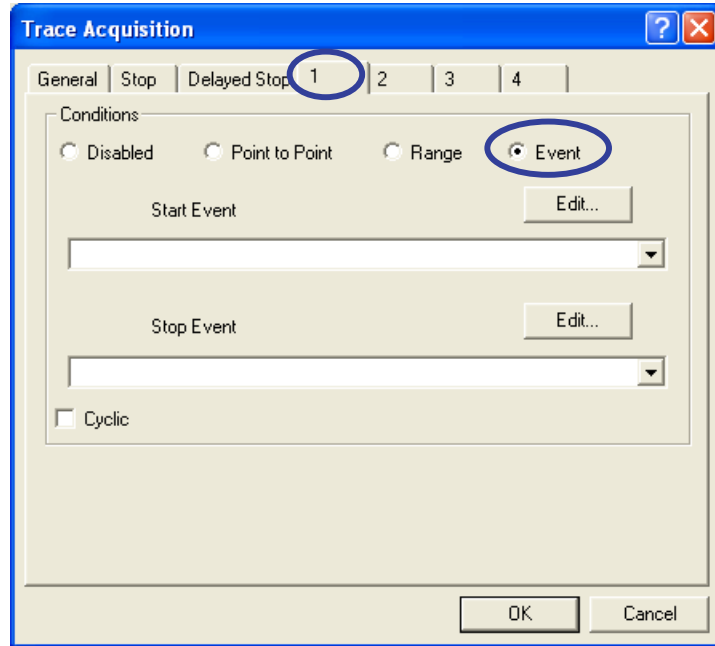 Trace Acquisition
General Stop Delayed Stop 1 2 3 4
Conditions
Disabled Point to Point Range Event
Start Event Edit...
Stop Event Edit...
Cyclic
OK Cancel